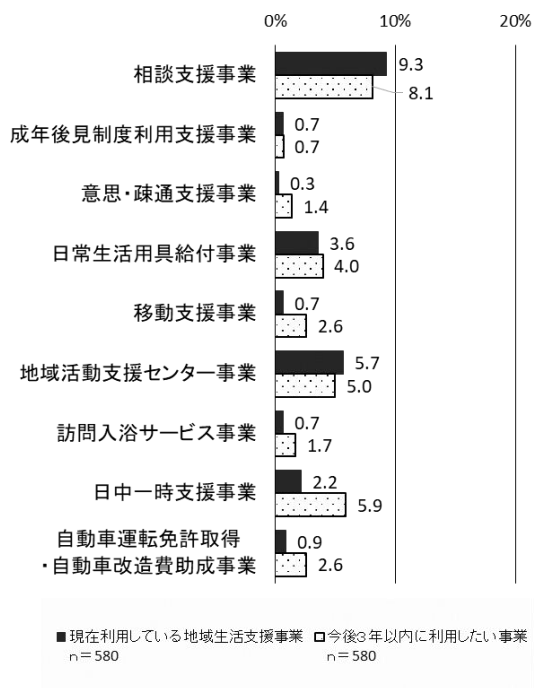 0% 10% 20%
相談支援事業 9.3
8.1
成年後見制度利用支援事業 0.7
0.7
意思・疎通支援事業 0.3
1.4
日常生活用具給付事業 3.6
4.0
移動支援事業 0.7
2.6
地域活動支援センター事業 5.7
5.0
訪問入浴サービス事業 0.7
1.7
日中一時支援事業 2.2
5.9
自動車運転免許取得 0.9
・自動車改造費助成事業 2.6
現在利用している地域生活支援事業 今後3年以内に利用したい事業
n=580 n=580